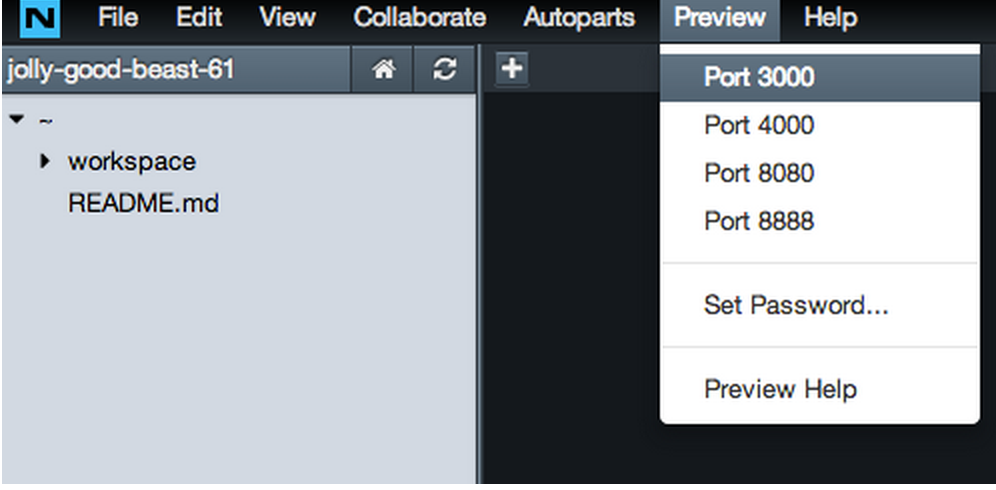 N File Edit View Collaborate Autoparts Preview Help
jolly-good-beast-61
Port 3000
~
Port 4000
workspace
Port 8080
README.md
Port 8888
Set Password...
Preview Help